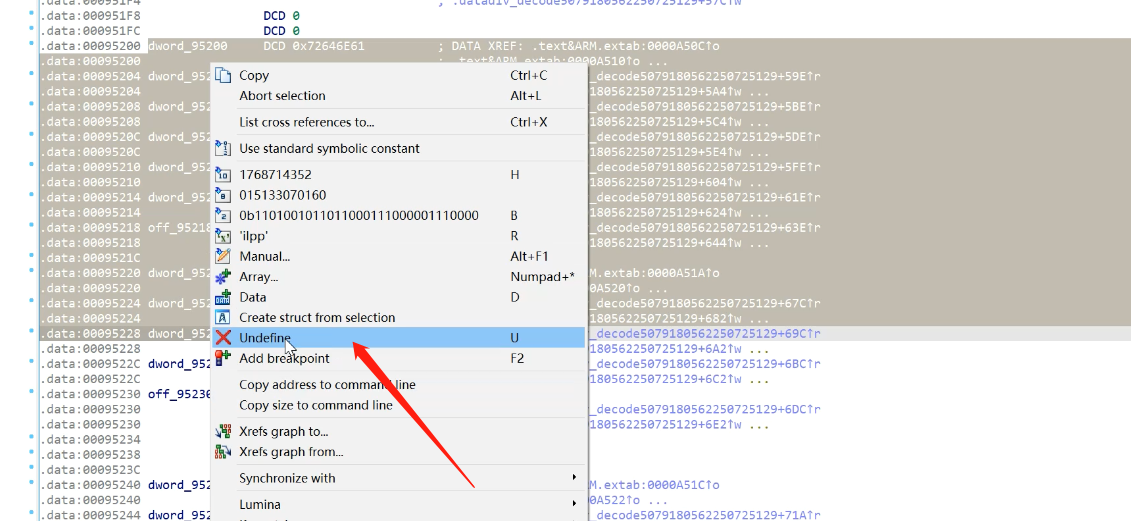 .data:000951F4 ; .datadiv_decode5079180562250725129+57C↑w
.data:000951F8 DCD 0
.data:000951FC DCD 0
.data:00095200 dword_95200 DCD 0x72646E61 ; DATA XREF: .text&ARM.extab:0000A50C↑o
.data:00095200 ; .text&ARM.extab:0000A510↑o ...
.data:00095204 dword_952 _decode5079180562250725129+59E↑r
.data:00095204 180562250725129+5A4↑w ...
.data:00095208 dword_952 _decode5079180562250725129+5BE↑r
.data:00095208 180562250725129+5C4↑w ...
.data:0009520C dword_952 _decode5079180562250725129+5DE↑r
.data:0009520C 180562250725129+5E4↑w ...
.data:00095210 dword_952 _decode5079180562250725129+5FE↑r
.data:00095210 180562250725129+604↑w ...
.data:00095214 dword_952 _decode5079180562250725129+61E↑r
.data:00095214 180562250725129+624↑w ...
.data:00095218 off_95218 _decode5079180562250725129+63E↑r
.data:00095218 180562250725129+644↑w ...
.data:0009521C
.data:00095220 dword_952 M.extab:0000A51A↑o
.data:00095220 0A520↑o ...
.data:00095224 dword_952 _decode5079180562250725129+67C↑r
.data:00095224 180562250725129+682↑w ...
.data:00095228 dword_952 _decode5079180562250725129+69C↑r
.data:00095228 180562250725129+6A2↑w ...
.data:0009522C dword_952 _decode5079180562250725129+6BC↑r
.data:0009522C 180562250725129+6C2↑w ...
.data:00095230 off_9523 _decode5079180562250725129+6DC↑r
.data:00095230 180562250725129+6E2↑w ...
.data:00095234
.data:00095238
.data:0009523C
.data:00095240 dword_952 M.extab:0000A51C↑o
.data:00095240 0A522↑o ...
.data:00095244 dword_952 _decode5079180562250725129+71A↑r
Copy Ctrl+C
Abort selection Alt+L
List cross references to... Ctrl+X
Use standard symbolic constant
1768714352 H
015133070160
0b1101001011011000111000001110000 B
'ilpp' R
Manual... Alt+F1
Array... Numpad+*
Data D
Create struct from selection
Undefine U
Add breakpoint F2
Copy address to command line
Copy size to command line
Xrefs graph to...
Xrefs graph from...
Synchronize with
Lumina